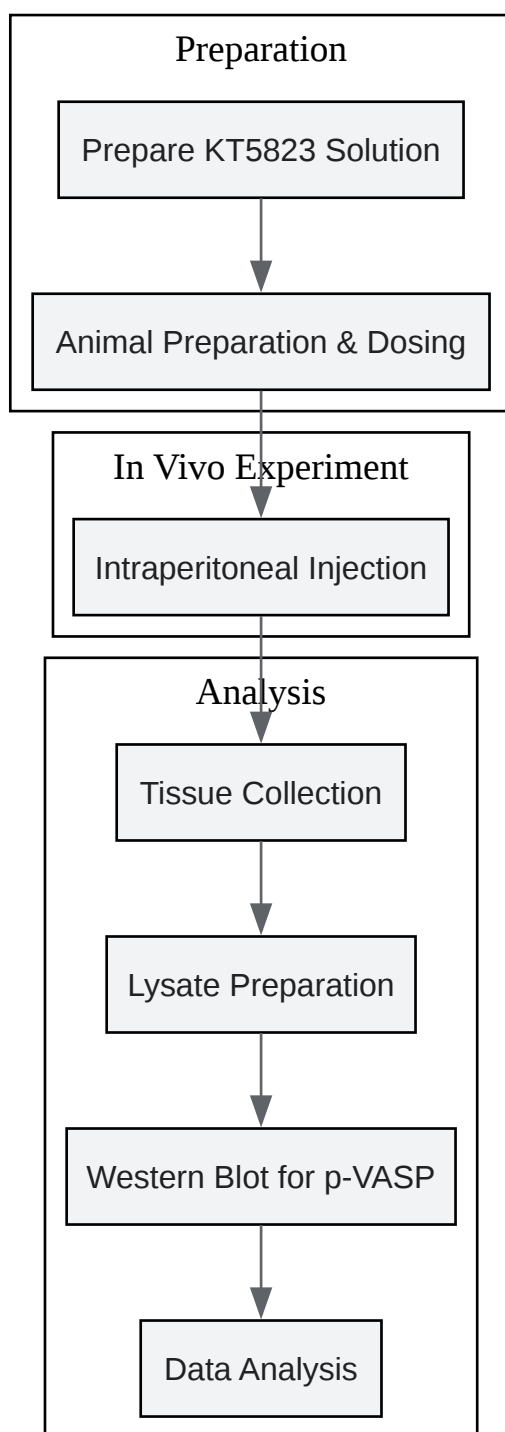 Preparation
Prepare KT5823 Solution
Animal Preparation & Dosing
In Vivo Experiment
Intraperitoneal Injection
Analysis
Tissue Collection
Lysate Preparation
Western Blot for p-VASP
Data Analysis